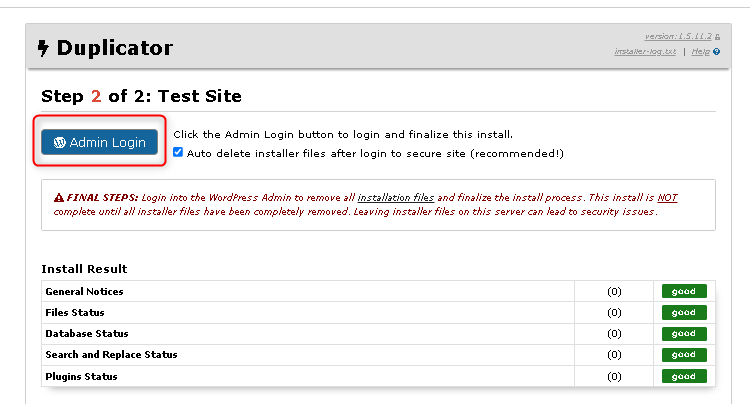 Duplicator
version:1.5.11.2
installer-log.txt | Help
Step 2 of 2: Test Site
Admin Login
Click the Admin Login button to login and finalize this install.
Auto delete installer files after login to secure site (recommended!)
FINAL STEPS: Login into the WordPress Admin to remove all installation files and finalize the install process. This install is NOT
complete until all installer files have been completely removed. Leaving installer files on this server can lead to security issues.
Install Result
General Notices (0) good
Files Status (0) good
Database Status (0) good
Search and Replace Status (0) good
Plugins Status (0) good